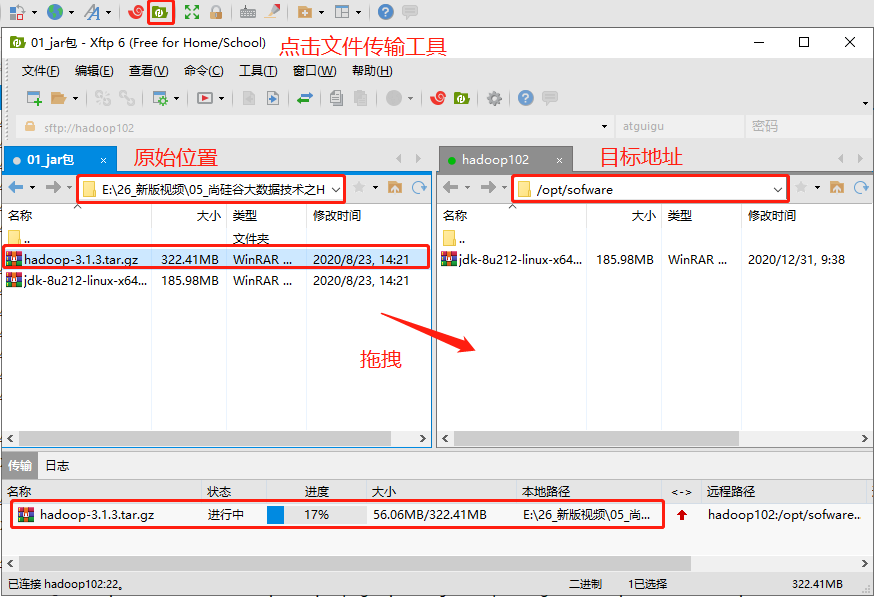 01_jar包 - Xftp 6 (Free for Home/School)
点击文件传输工具
文件(F) 编辑(E) 查看(V) 命令(C) 工具(T) 窗口(W) 帮助(H)
sftp://hadoop102 atguigu 密码
01_jar包 × 原始位置 hadoop102 × 目标地址
E:\26_新版视频\05_尚硅谷大数据技术之H /opt/sofware
名称 大小 类型 修改时间 名称 大小 类型 修改时间
.. 文件夹 ..
hadoop-3.1.3.tar.gz 322.41MB WinRAR ... 2020/8/23, 14:21 jdk-8u212-linux-x64... 185.98MB WinRAR ... 2020/12/31, 9:38
jdk-8u212-linux-x64... 185.98MB WinRAR ... 2020/8/23, 14:21
拖拽
传输 日志
名称 状态 进度 大小 本地路径 <-> 远程路径
hadoop-3.1.3.tar.gz 进行中 17% 56.06MB/322.41MB E:\26_新版视频\05_尚... hadoop102:/opt/sofware...
已连接 hadoop102:22。 二进制 1已选择 322.41MB